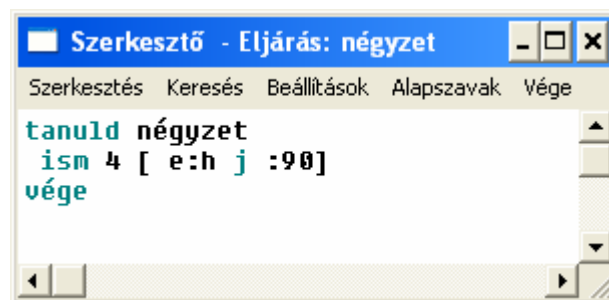 Szerkesztő - Eljárás: négyzet
Szerkesztés Keresés Beállítások Alapszavak Vége
tanuld négyzet
ism 4 [ e:h j :90]
vége